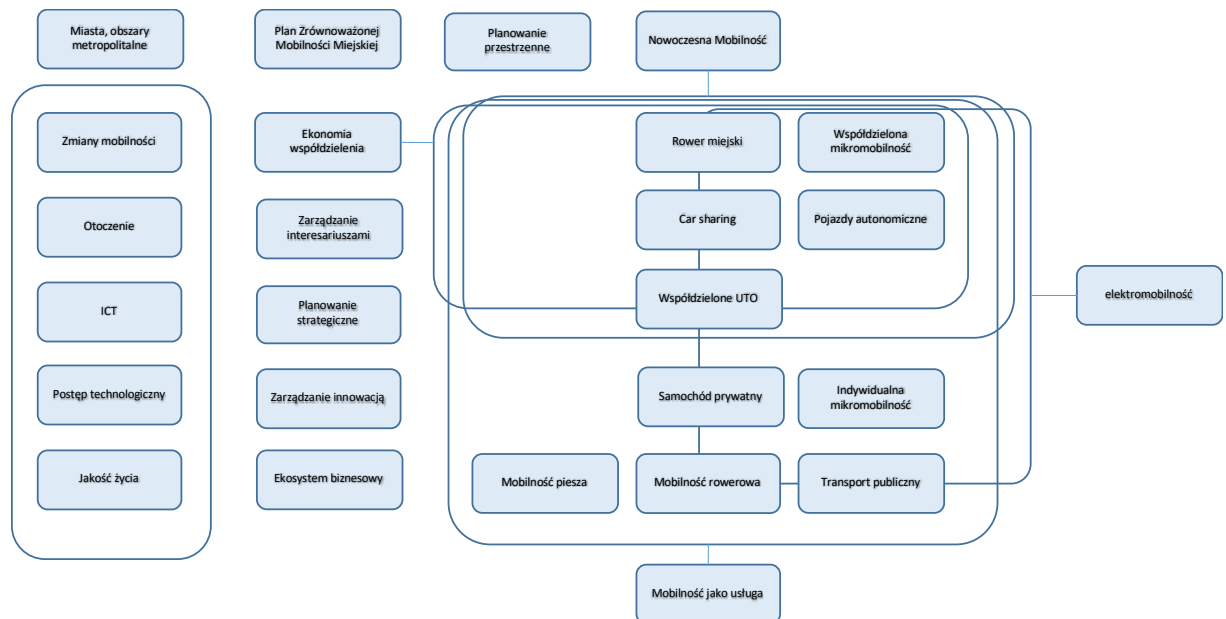 Miasta, obszary
metropolitalne
Plan Zrównoważonej
Mobilności Miejskiej
Planowanie
przestrzenne
Nowoczesna Mobilność
Zmiany mobilności
Ekonomia
współdzielenia
Rower miejski
Współdzielona
mikromobilność
Otoczenie
Zarządzanie
interesariuszami
Car sharing
Pojazdy autonomiczne
ICT
Planowanie
strategiczne
Współdzielone UTO
elektromobilność
Postęp technologiczny
Zarządzanie innowacją
Samochód prywatny
Indywidualna
mikromobilność
Jakość życia
Ekosystem biznesowy
Mobilność piesza
Mobilność rowerowa
Transport publiczny
Mobilność jako usługa